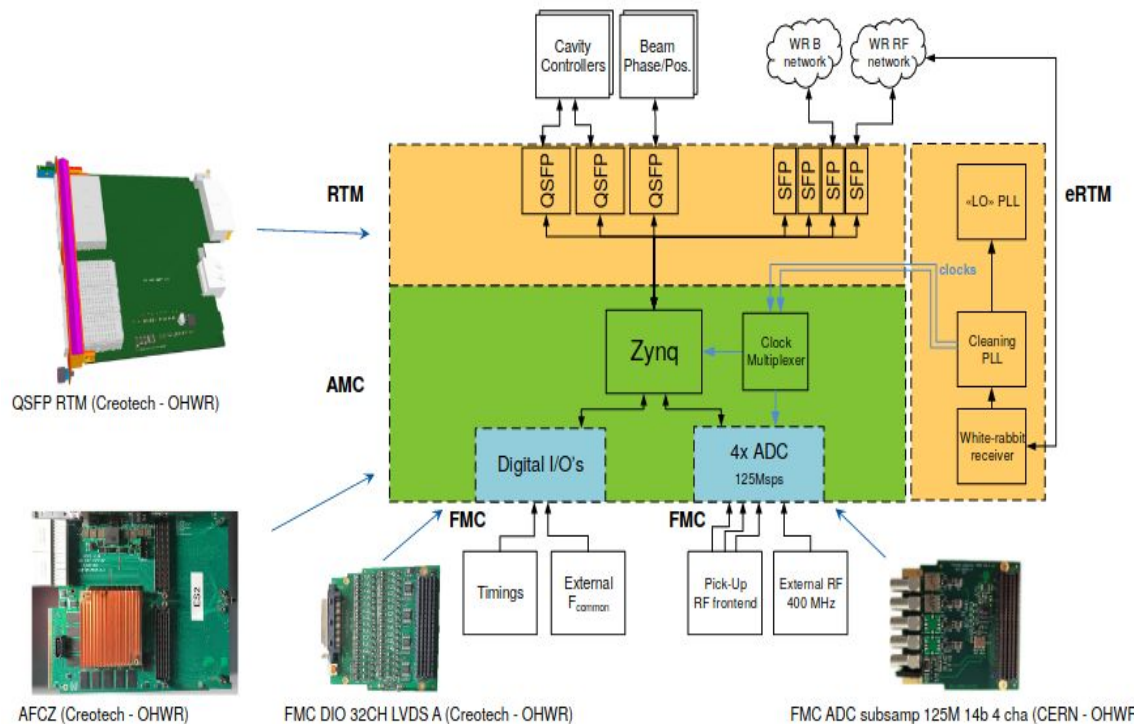 Cavity
Controllers
Beam
Phase/Pos.
WR B
network
WR RF
network
RTM
QSFP
QSFP
QSFP
SFP
SFP
SFP
SFP
eRTM
«LO» PLL
clocks
Cleaning
PLL
White-rabbit
receiver
QSFP RTM (Creotech - OHWR)
AMC
Zynq
Clock
Multiplexer
Digital I/O's
4x ADC
125Msps
FMC
FMC
Timings
External
Fcommon
Pick-Up
RF frontend
External RF
400 MHz
ES2
AFCZ (Creotech - OHWR)
FMC DIO 32CH LVDS A (Creotech - OHWR)
FMC ADC subsamp 125M 14b 4 cha (CERN - OHWR